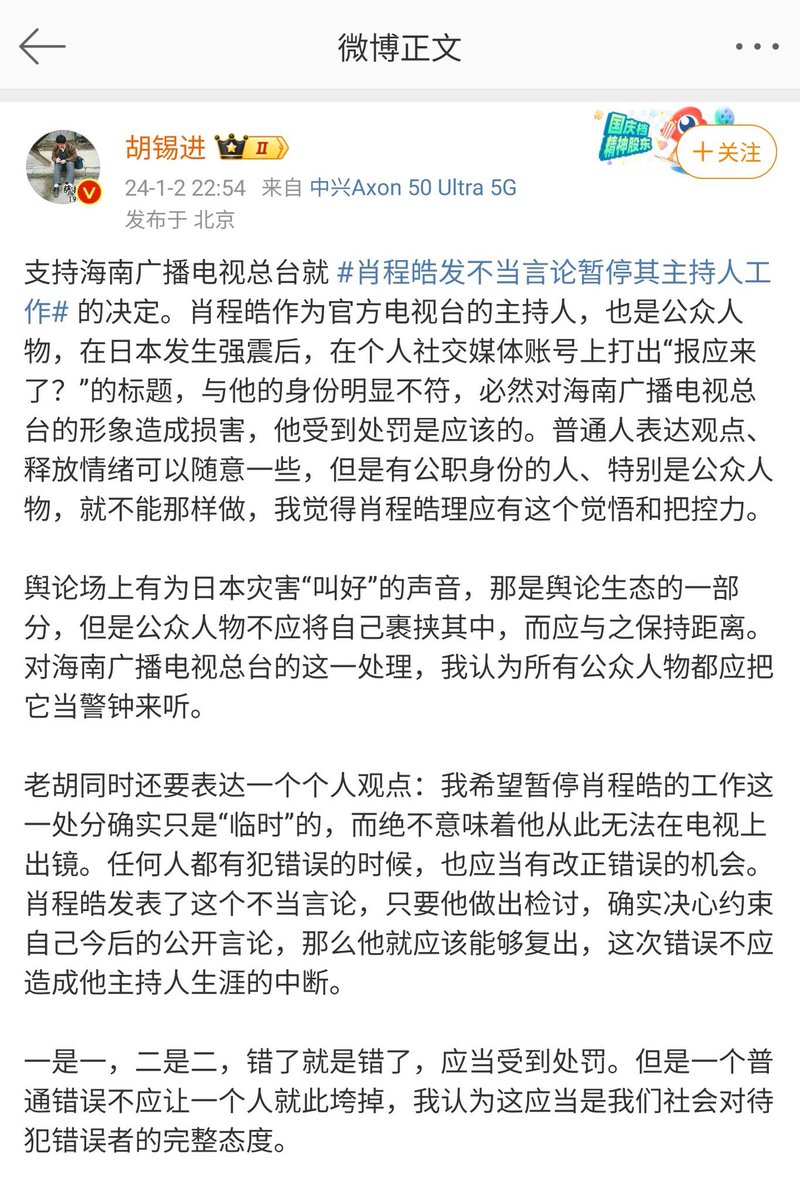 微博正文
胡锡进 II
国庆档
精神股东
+关注
24-1-2 22:54 来自 中兴Axon 50 Ultra 5G
发布于 北京
支持海南广播电视总台就 #肖程皓发不当言论暂停其主持人工
作# 的决定。肖程皓作为官方电视台的主持人，也是公众人
物，在日本发生强震后，在个人社交媒体账号上打出“报应来
了？”的标题，与他的身份明显不符，必然对海南广播电视总
台的形象造成损害，他受到处罚是应该的。普通人表达观点、
释放情绪可以随意一些，但是有公职身份的人、特别是公众人
物，就不能那样做，我觉得肖程皓理应有这个觉悟和把控力。
舆论场上有为日本灾害“叫好”的声音，那是舆论生态的一部
分，但是公众人物不应将自己裹挟其中，而应与之保持距离。
对海南广播电视总台的这一处理，我认为所有公众人物都应把
它当警钟来听。
老胡同时还要表达一个个人观点：我希望暂停肖程皓的工作这
一处分确实只是“临时”的，而绝不意味着他从此无法在电视上
出镜。任何人都有犯错误的时候，也应当有改正错误的机会。
肖程皓发表了这个不当言论，只要他做出检讨，确实决心约束
自己今后的公开言论，那么他就应该能够复出，这次错误不应
造成他主持人生涯的中断。
一是一，二是二，错了就是错了，应当受到处罚。但是一个普
通错误不应让一个人就此垮掉，我认为这应当是我们社会对待
犯错误者的完整态度。